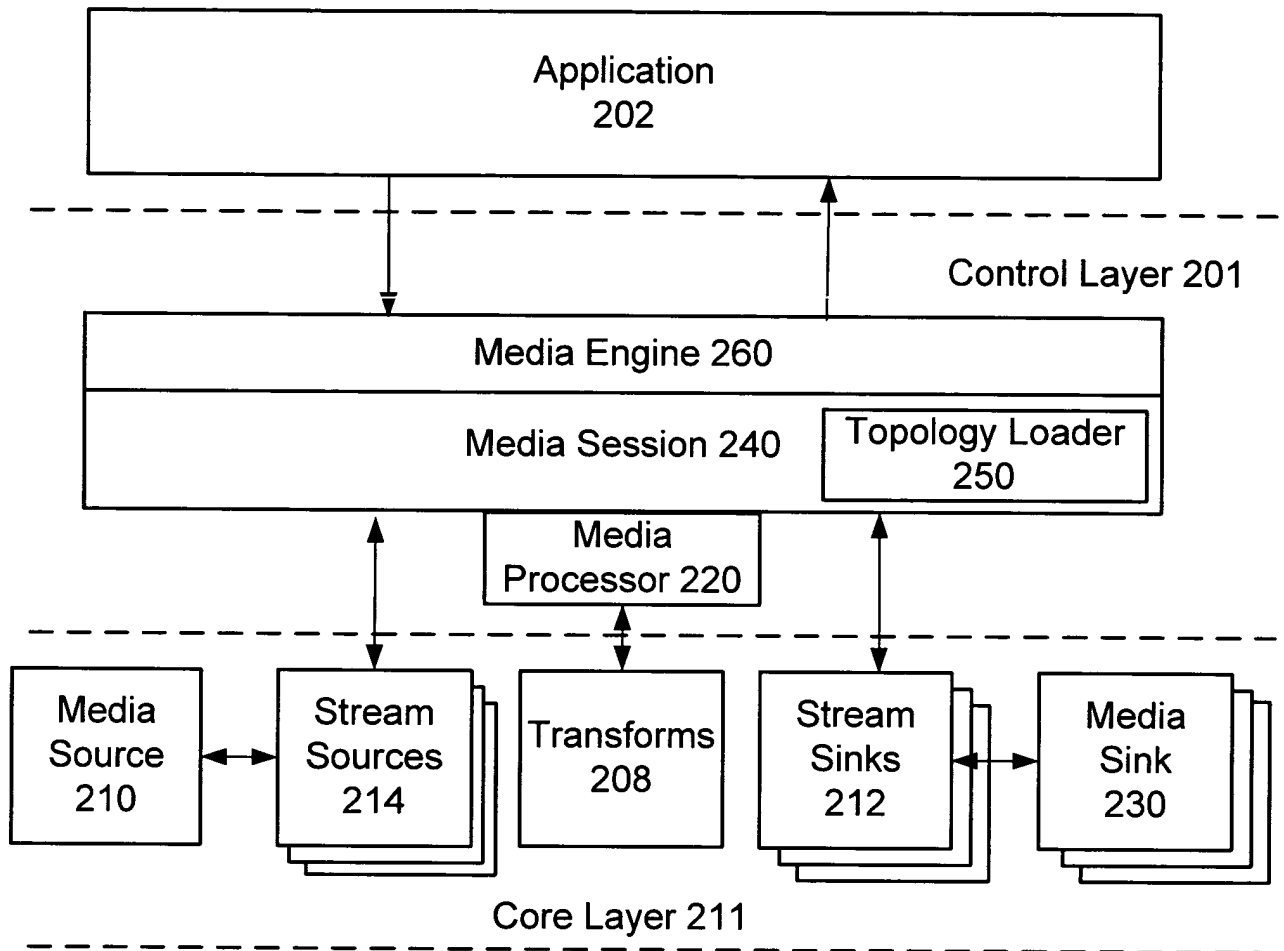 Application
202
Control Layer 201
Media Engine 260
Media Session 240
Topology Loader
250
Media
Processor 220
Media
Source
210
Stream
Sources
214
Transforms
208
Stream
Sinks
212
Media
Sink
230
Core Layer 211